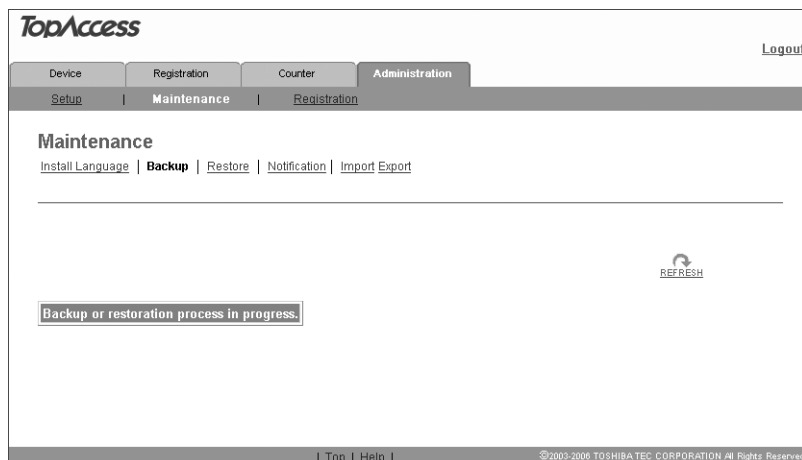 TopAccess
Logout
Device Registration Counter Administration
Setup | Maintenance | Registration
Maintenance
Install Language | Backup | Restore | Notification | Import Export
REFRESH
Backup or restoration process in progress.
| Top | Help |
©2003-2006 TOSHIBA TEC CORPORATION All Rights Reserved